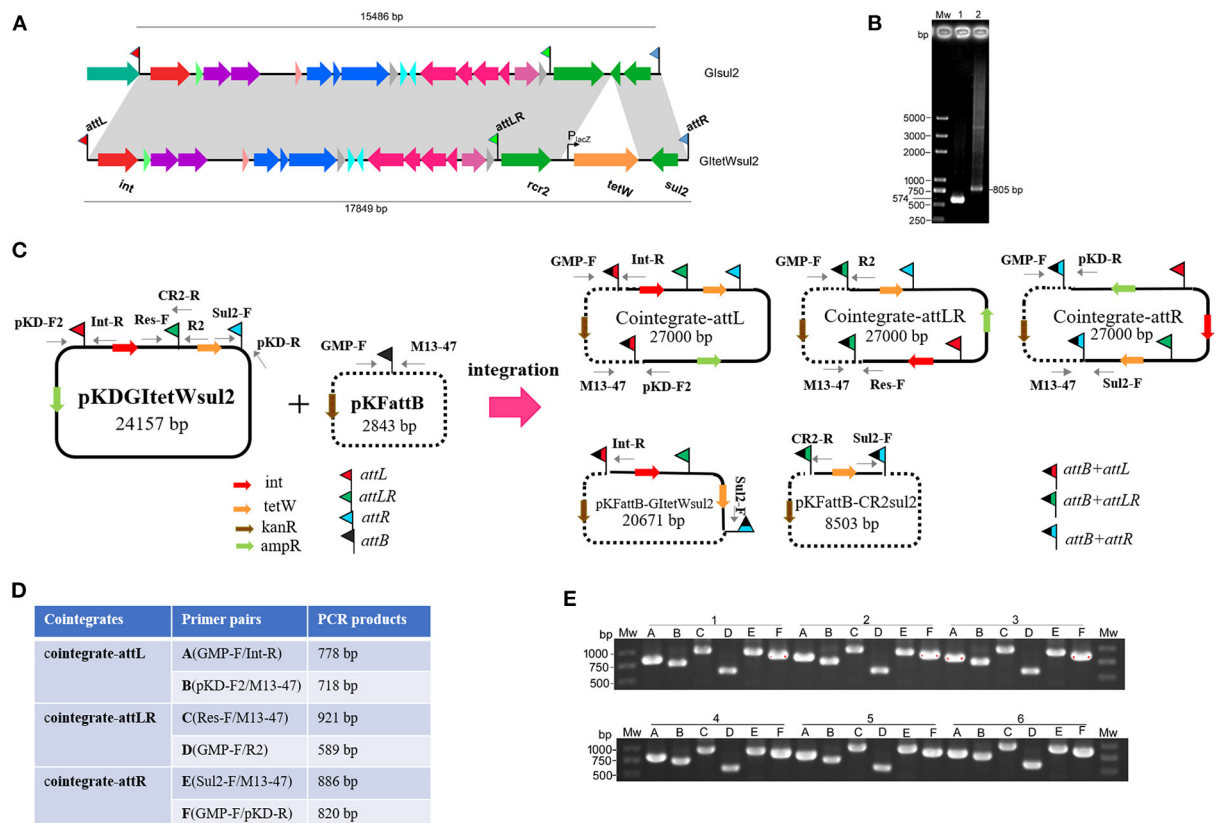 A
15486 bp
GIsul2
attL
attLR
PlacZ
attR
GItetWsul2
int
rcr2
tetW
sul2
17849 bp
B
Mw 1 2
bp
5000
3000
2000
1000
750
574
500
250
805 bp
C
pKD-F2
Int-R
CR2-R
Res-F
R2
Sul2-F
pKD-R
pKDGItetWsul2
24157 bp
+
GMP-F
M13-47
pKFattB
2843 bp
integration
int
tetW
kanR
ampR
attL
attLR
attR
attB
GMP-F
Int-R
Cointegrate-attL
27000 bp
M13-47
pKD-F2
GMP-F
R2
Cointegrate-attLR
27000 bp
M13-47
Res-F
GMP-F
pKD-R
Cointegrate-attR
27000 bp
M13-47
Sul2-F
Int-R
pKFattB-GItetWsul2
20671 bp
Sul2-F
CR2-R
Sul2-F
pKFattB-CR2sul2
8503 bp
attB+attL
attB+attLR
attB+attR
D
Cointegrates Primer pairs PCR products
cointegrate-attL A(GMP-F/Int-R) 778 bp
B(pKD-F2/M13-47) 718 bp
cointegrate-attLR C(Res-F/M13-47) 921 bp
D(GMP-F/R2) 589 bp
cointegrate-attR E(Sul2-F/M13-47) 886 bp
F(GMP-F/pKD-R) 820 bp
E
1 2 3
bp Mw A B C D E F A B C D E F A B C D E F Mw
1000
750
500
4 5 6
bp Mw A B C D E F A B C D E F A B C D E F Mw
1000
750
500